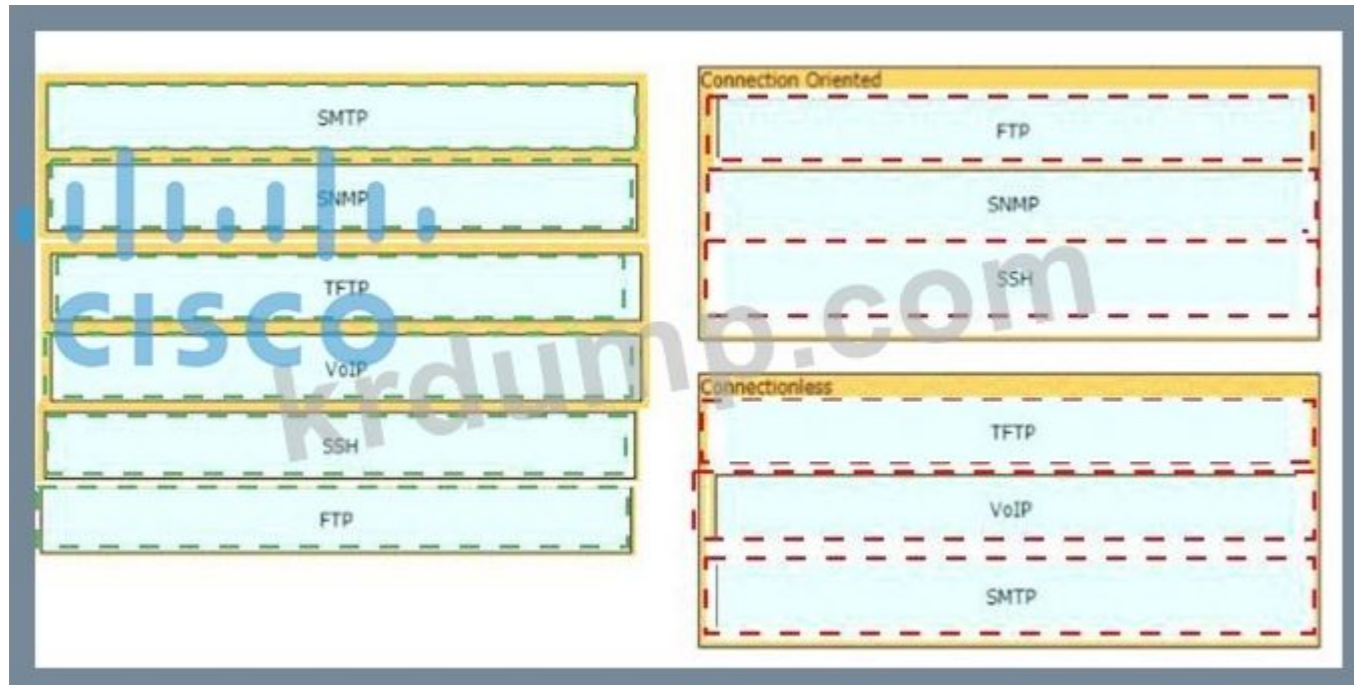 SMTP
SNMP
TFTP
VoIP
SSH
FTP
CISCO
krdump.com
Connection Oriented
FTP
SNMP
SSH
Connectionless
TFTP
VoIP
SMTP